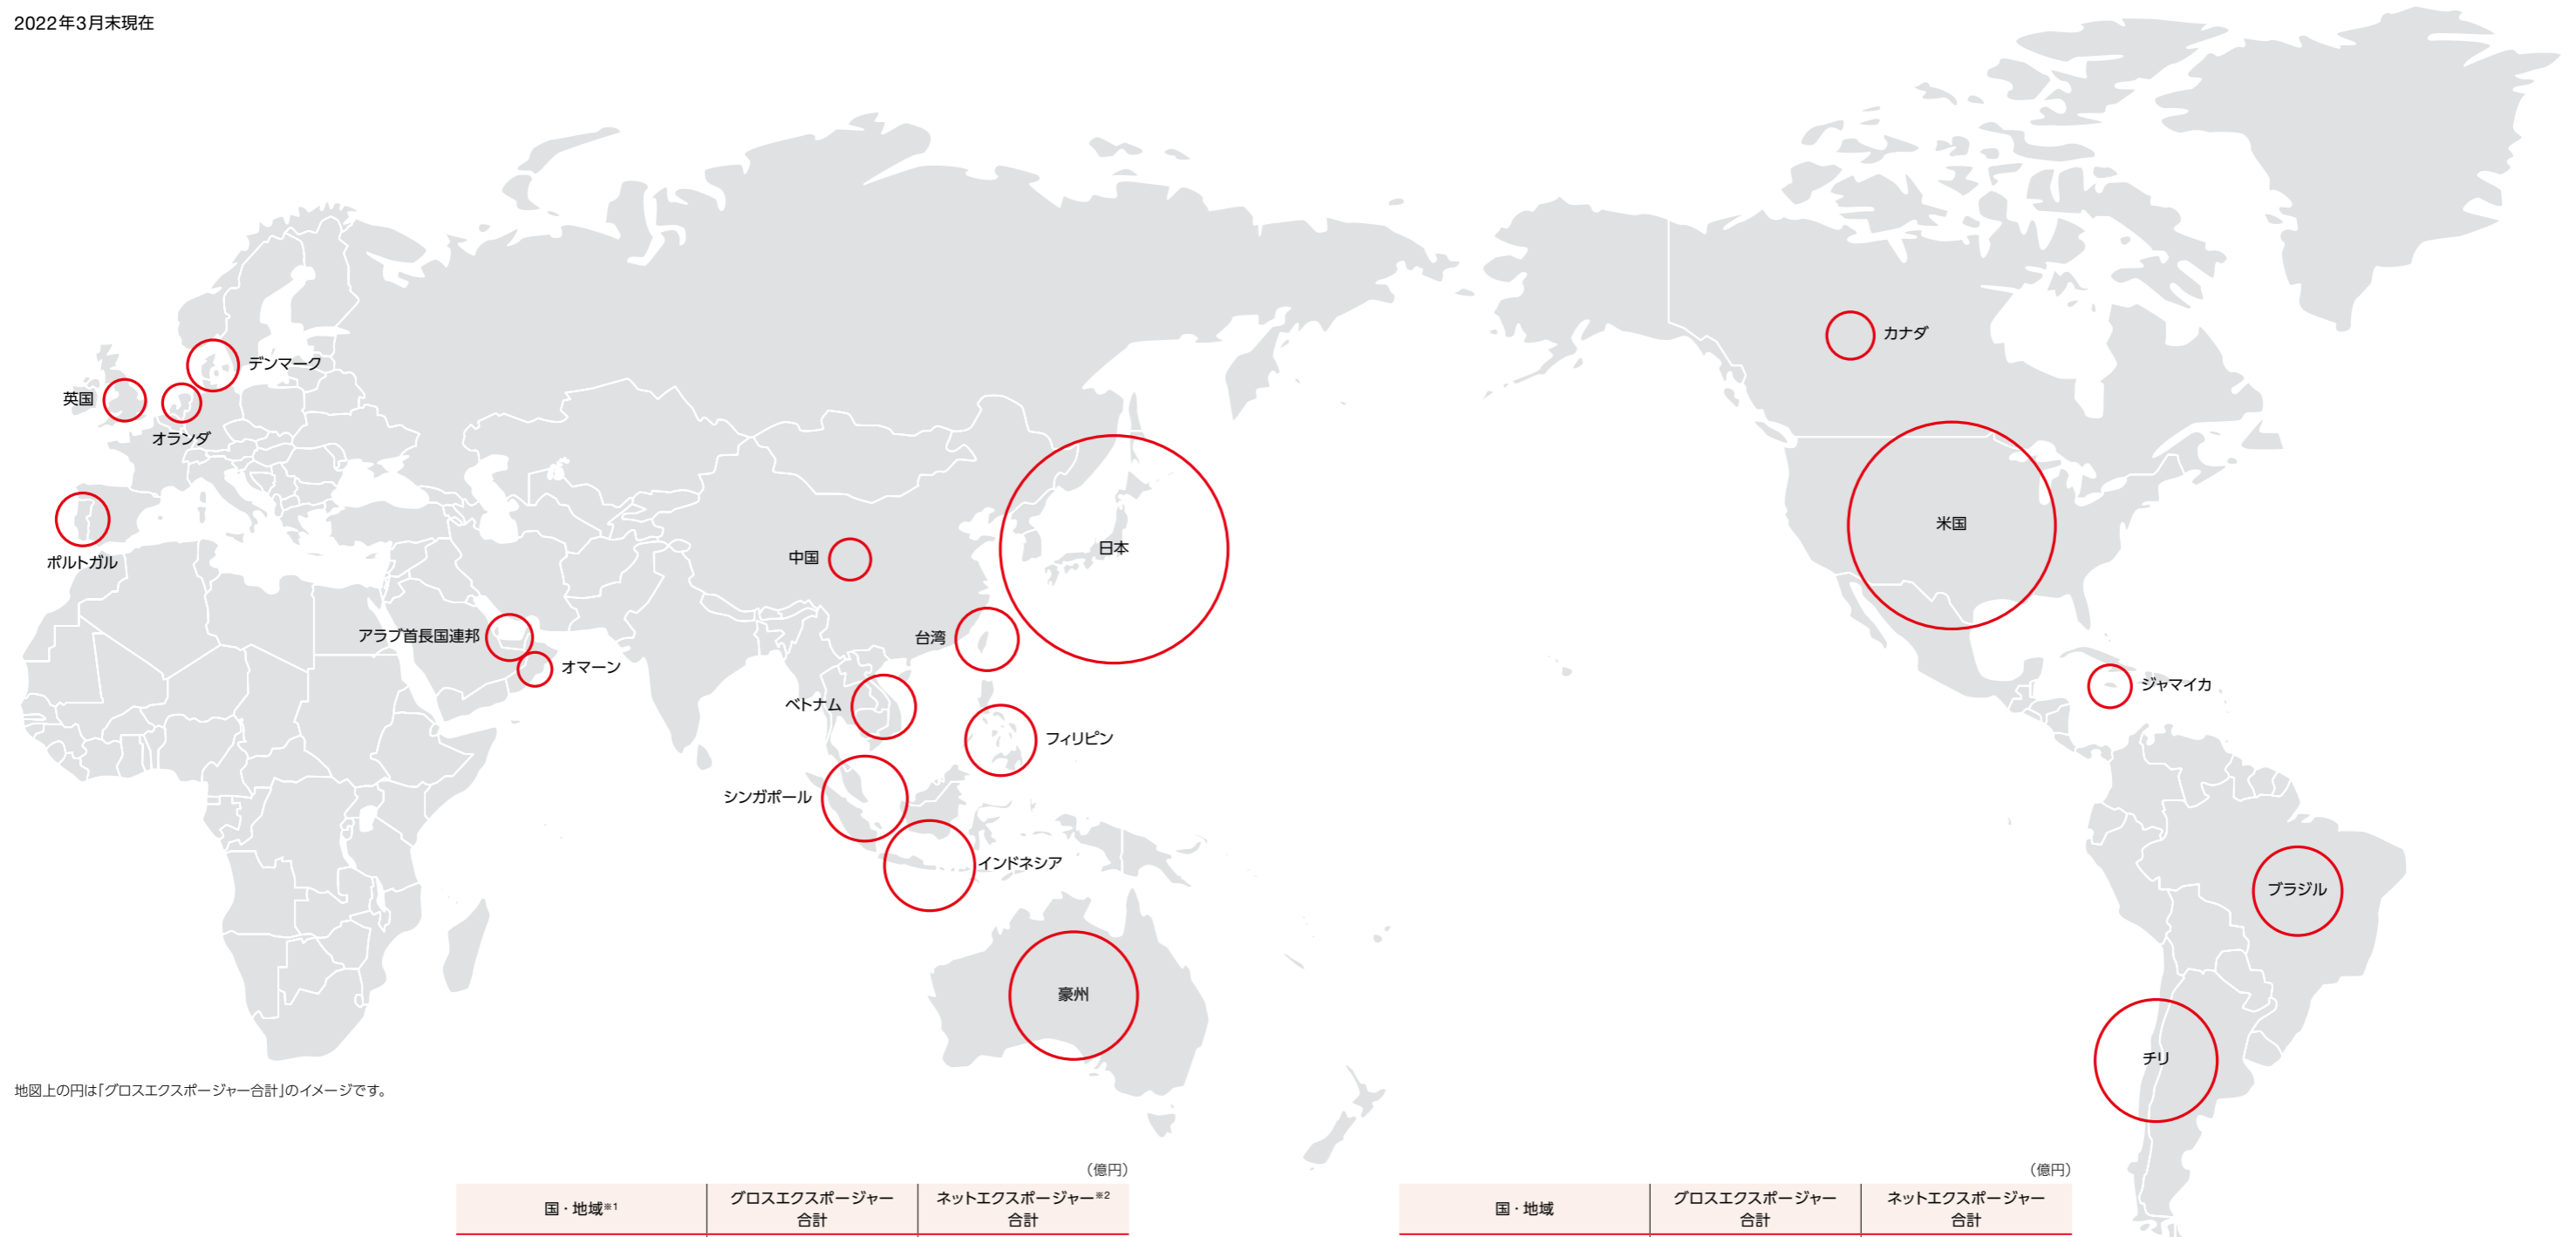 2022年3月末現在
カナダ
デンマーク
英国
オランダ
米国
日本
中国
ポルトガル
アラブ首長国連邦
台湾
オマーン
ジャマイカ
ベトナム
フィリピン
シンガポール
インドネシア
ブラジル
豪州
チリ
地図上の円は「グロスエクスポージャー合計」のイメージです。
（億円）
国・地域※1
グロスエクスポージャー
合計
ネットエクスポージャー※2
合計
（億円）
国・地域
グロスエクスポージャー
合計
ネットエクスポージャー
合計